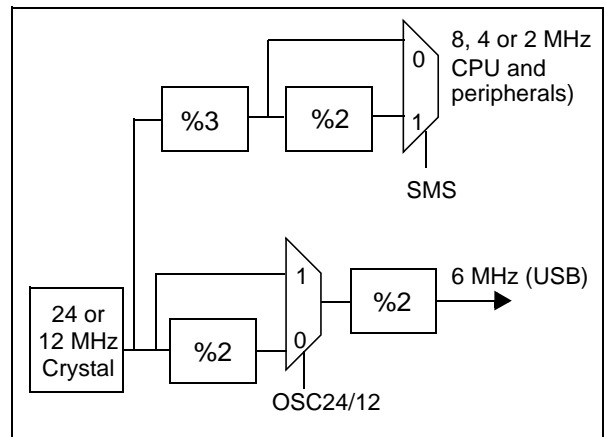 8, 4 or 2 MHz
CPU and
peripherals)
0
%3
%2
1
SMS
1
6 MHz (USB)
%2
24 or
12 MHz
Crystal
%2
0
OSC24/12